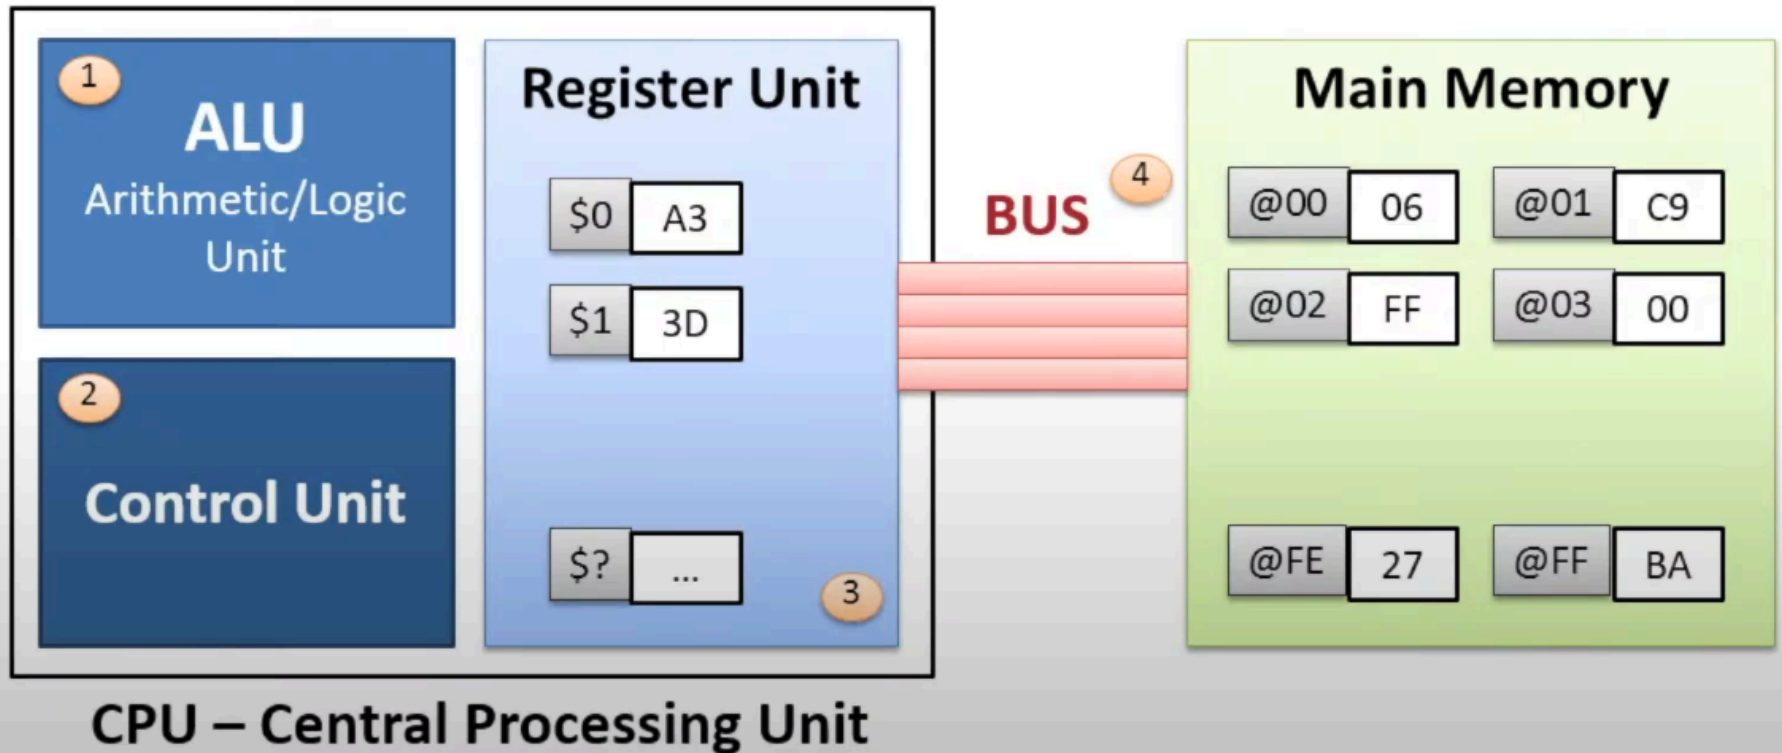 1
ALU
Arithmetic/Logic
Unit
2
Control Unit
Register Unit
$0 A3
$1 3D
$? ...
3
CPU – Central Processing Unit
BUS
4
Main Memory
@00 06 @01 C9
@02 FF @03 00
@FE 27 @FF BA